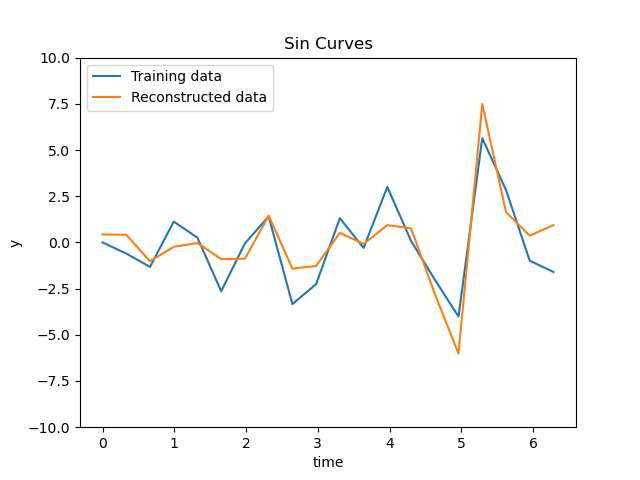 Sin Curves
Training data
Reconstructed data
10.0
7.5
5.0
2.5
0.0
−2.5
−5.0
−7.5
−10.0
y
0 1 2 3 4 5 6
time